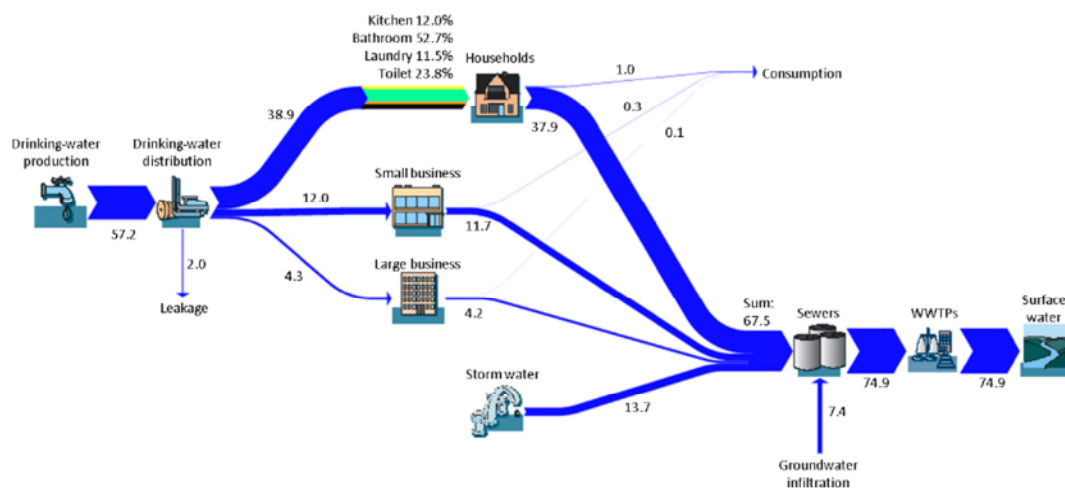 Kitchen 12.0%
Bathroom 52.7%
Laundry 11.5%
Toilet 23.8%
Households
1.0
Consumption
0.3
0.1
38.9
37.9
Drinking-water
production
Drinking-water
distribution
57.2
Small business
12.0
11.7
2.0
Leakage
4.3
Large business
4.2
Sum:
67.5
Sewers
WWTPs
Surface
water
74.9
74.9
Storm water
13.7
7.4
Groundwater
infiltration